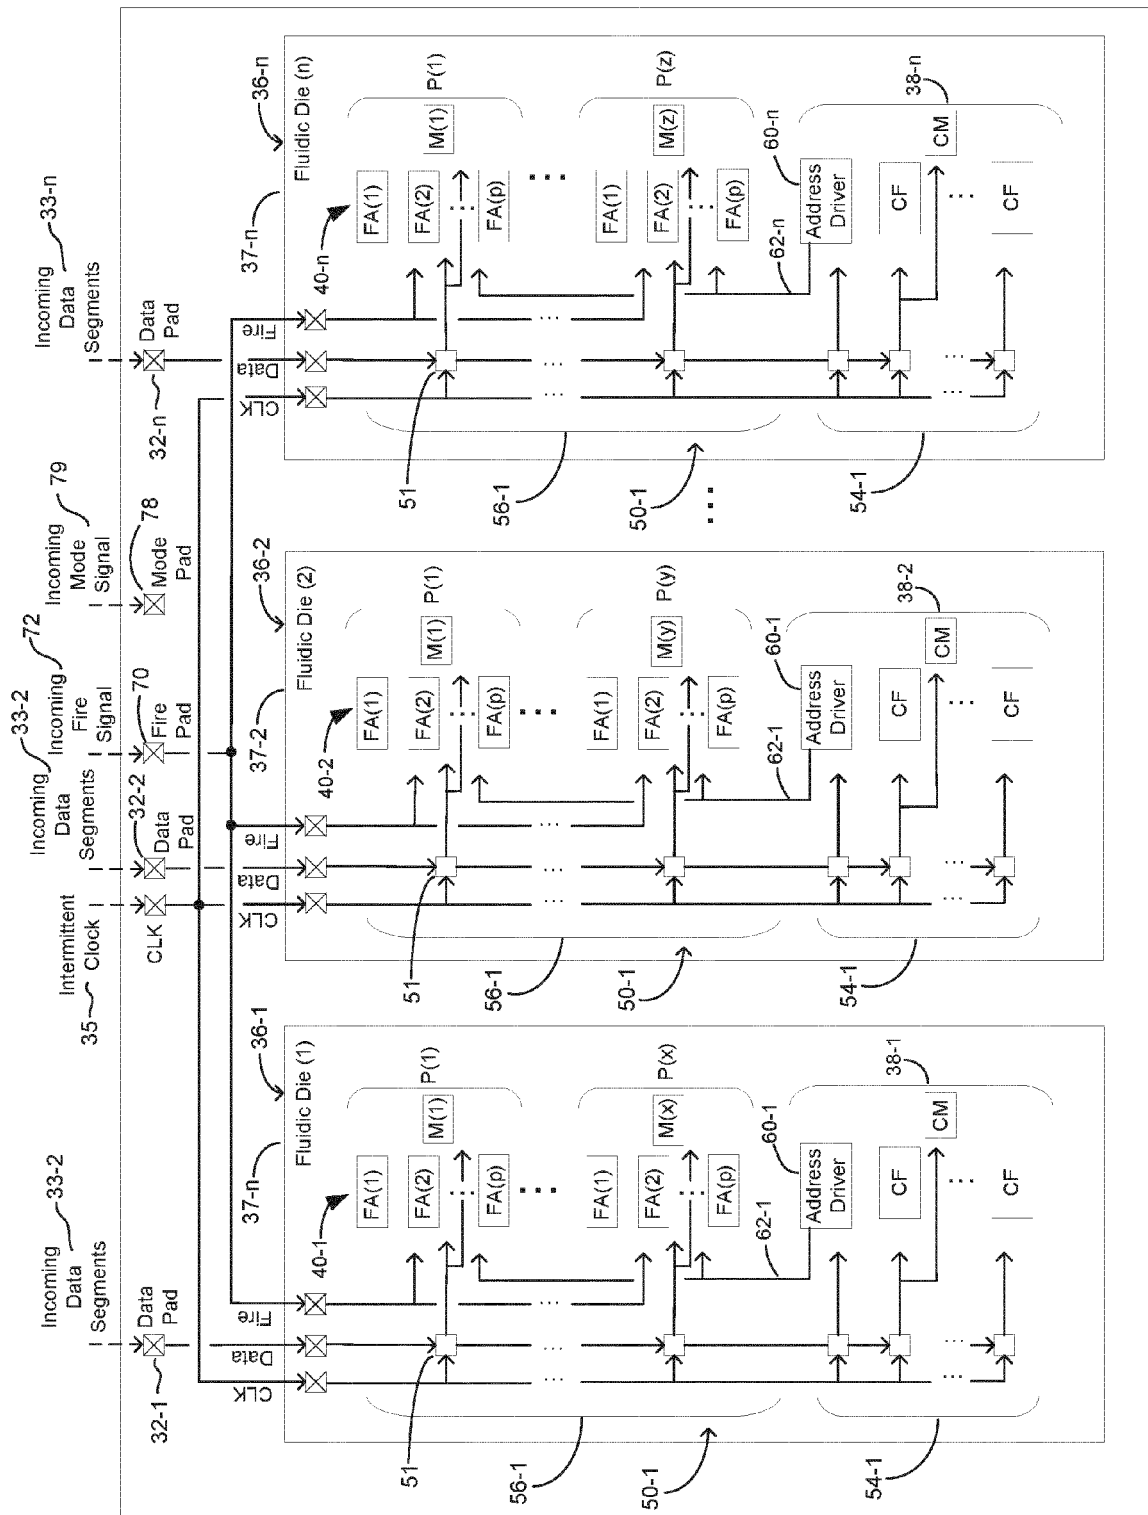 Incoming
Data
Segments
33-2
Intermittent
Clock
35
Incoming
Data
Segments
33-2
Incoming
Fire
Signal
72
Incoming
Mode
Signal
79
Incoming
Data
Segments
33-n
32-1
Data
Pad
CLK
32-2
Data
Pad
70
Fire
Pad
78
Mode
Pad
32-n
Data
Pad
CLK
Data
Fire
37-n
36-1
Fluidic Die (1)
51
40-1
FA(1)
FA(2)
FA(p)
M(1)
P(1)
...
56-1
FA(1)
FA(2)
FA(p)
M(x)
P(x)
50-1
62-1
60-1
Address
Driver
54-1
CF
CM
...
CF
38-1
CLK
Data
Fire
37-2
36-2
Fluidic Die (2)
51
40-2
FA(1)
FA(2)
FA(p)
M(1)
P(1)
...
56-1
FA(1)
FA(2)
FA(p)
M(y)
P(y)
50-1
62-1
60-1
Address
Driver
54-1
CF
CM
...
CF
38-2
...
CLK
Data
Fire
37-n
36-n
Fluidic Die (n)
51
40-n
FA(1)
FA(2)
FA(p)
M(1)
P(1)
...
56-1
FA(1)
FA(2)
FA(p)
M(z)
P(z)
50-1
62-n
60-n
Address
Driver
54-1
CF
CM
...
CF
38-n